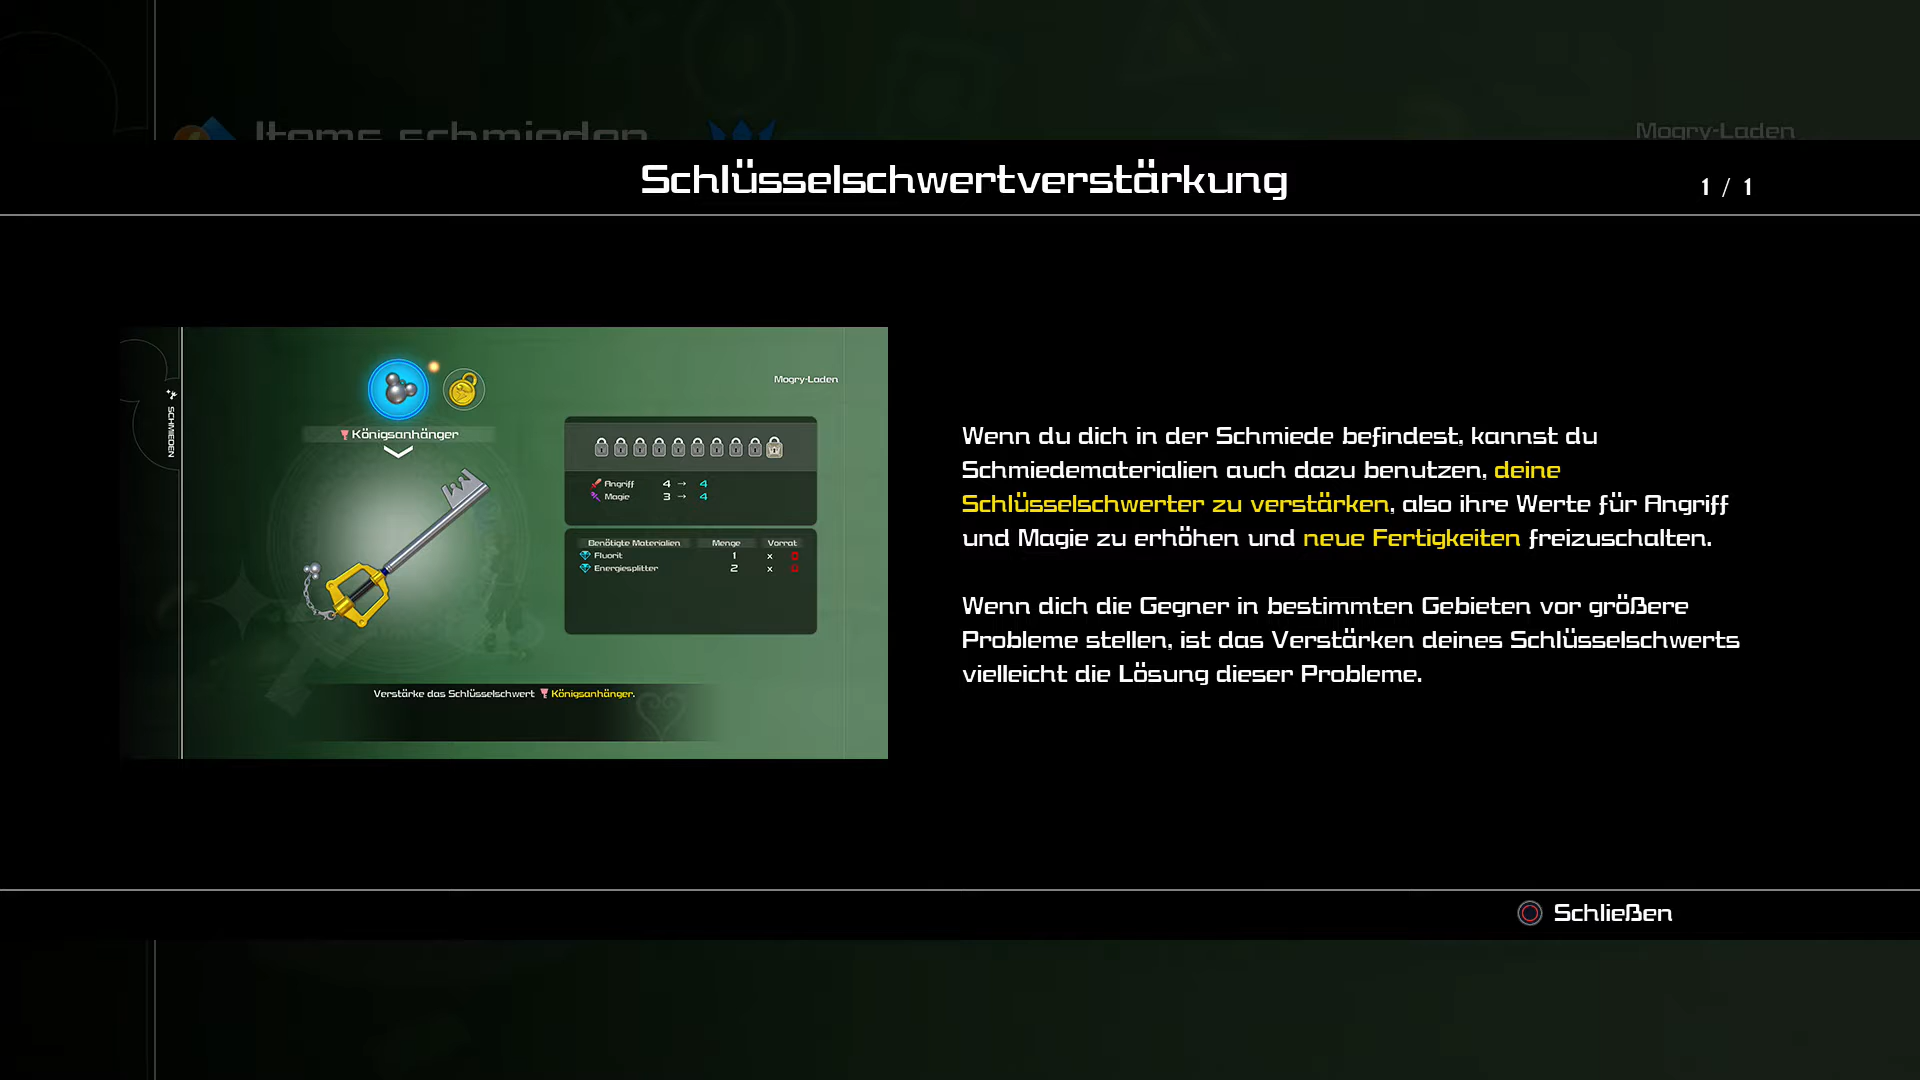 Items schmieden
Mogry-Laden
Schlüsselschwertverstärkung
1 / 1
SCHMIEDEN
Mogry-Laden
Königsanhänger
Angriff 4 → 4
Magie 3 → 4
Benötigte Materialien Menge Vorrat
Fluorit 1 x 0
Energiesplitter 2 x 0
Verstärke das Schlüsselschwert Königsanhänger.
Wenn du dich in der Schmiede befindest, kannst du
Schmiedematerialien auch dazu benutzen, deine
Schlüsselschwerter zu verstärken, also ihre Werte für Angriff
und Magie zu erhöhen und neue Fertigkeiten freizuschalten.
Wenn dich die Gegner in bestimmten Gebieten vor größere
Probleme stellen, ist das Verstärken deines Schlüsselschwerts
vielleicht die Lösung dieser Probleme.
Schließen